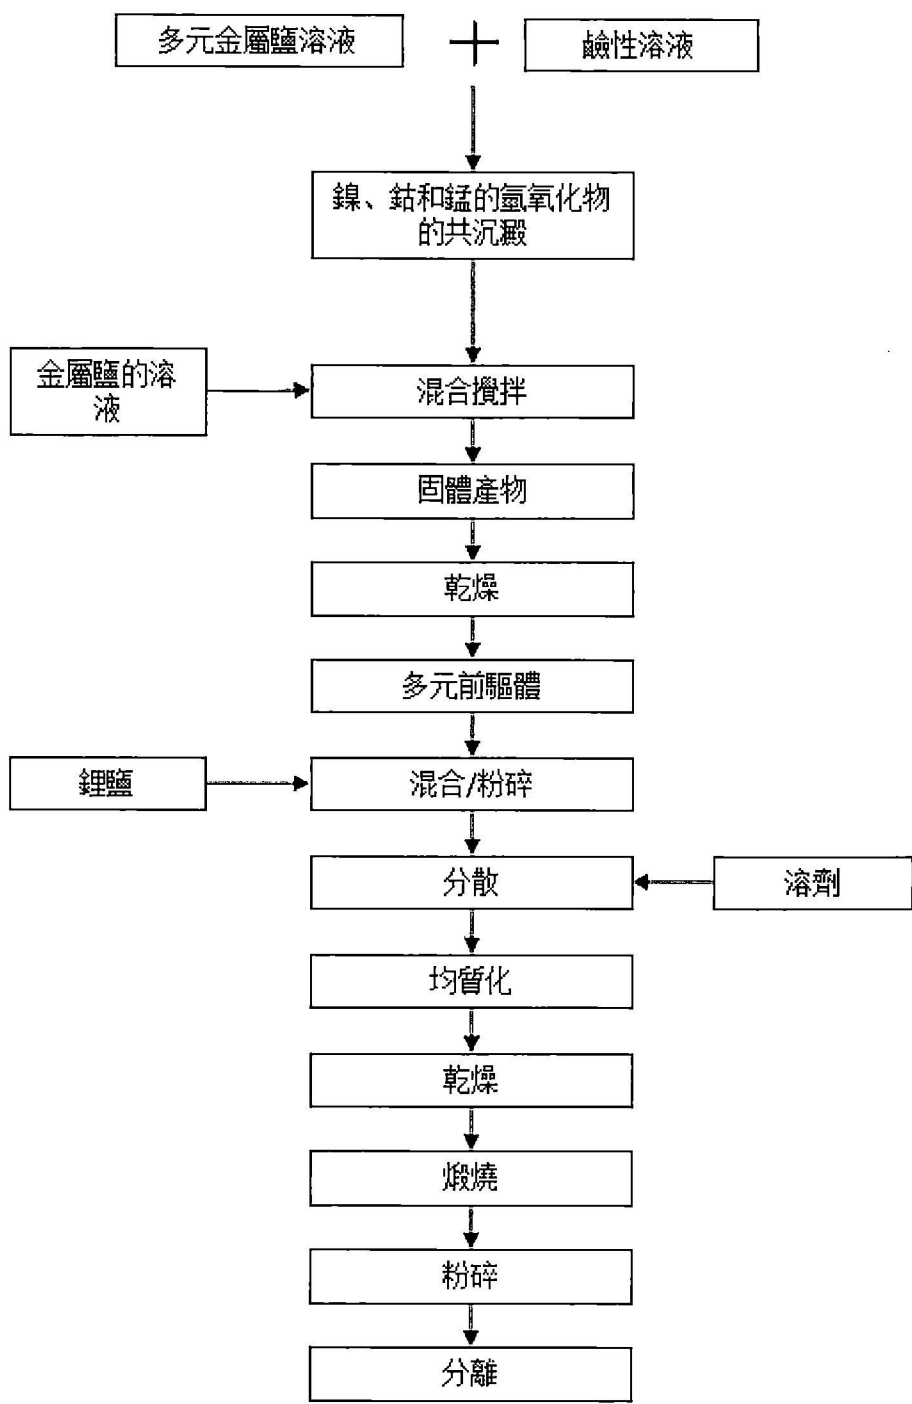 多元金屬鹽溶液
+
鹼性溶液
鎳、鈷和錳的氫氧化物
的共沉澱
金屬鹽的溶
液
混合攪拌
固體產物
乾燥
多元前驅體
鋰鹽
混合/粉碎
分散
溶劑
均質化
乾燥
煅燒
粉碎
分離